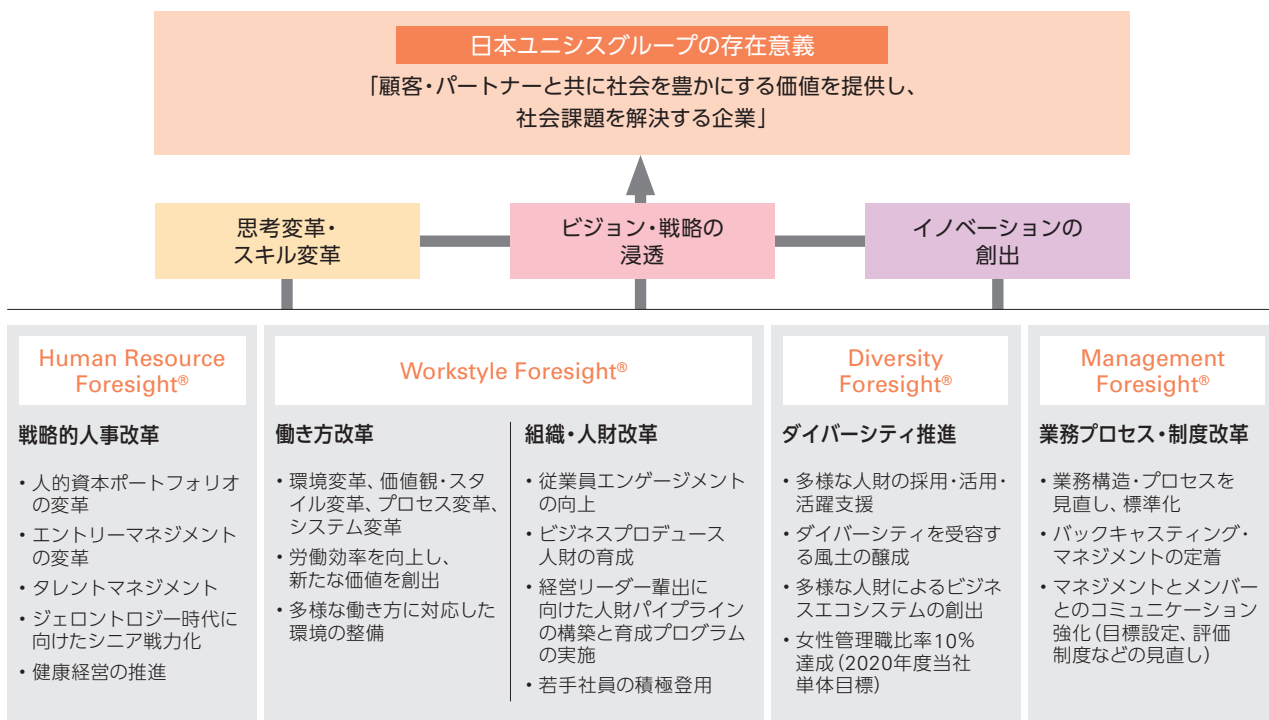 日本ユニシスグループの存在意義
「顧客・パートナーと共に社会を豊かにする価値を提供し、
社会課題を解決する企業」
思考変革・
スキル変革
ビジョン・戦略の
浸透
イノベーションの
創出
Human Resource
Foresight®
戦略的人事改革
・人的資本ポートフォリオ
の変革
・エントリーマネジメント
の変革
・タレントマネジメント
・ジェロントロジー時代に
向けたシニア戦力化
・健康経営の推進
Workstyle Foresight®
働き方改革
・環境変革、価値観・スタ
イル変革、プロセス変革、
システム変革
・労働効率を向上し、
新たな価値を創出
・多様な働き方に対応した
環境の整備
組織・人財改革
・従業員エンゲージメント
の向上
・ビジネスプロデュース
人財の育成
・経営リーダー輩出に
向けた人財パイプライン
の構築と育成プログラム
の実施
・若手社員の積極登用
Diversity
Foresight®
ダイバーシティ推進
・多様な人財の採用・活用・
活躍支援
・ダイバーシティを受容す
る風土の醸成
・多様な人財によるビジネ
スエコシステムの創出
・女性管理職比率10%
達成(2020年度当社
単体目標)
Management
Foresight®
業務プロセス・制度改革
・業務構造・プロセスを
見直し、標準化
・バックキャスティング・
マネジメントの定着
・マネジメントとメンバー
とのコミュニケーション
強化(目標設定、評価
制度などの見直し)